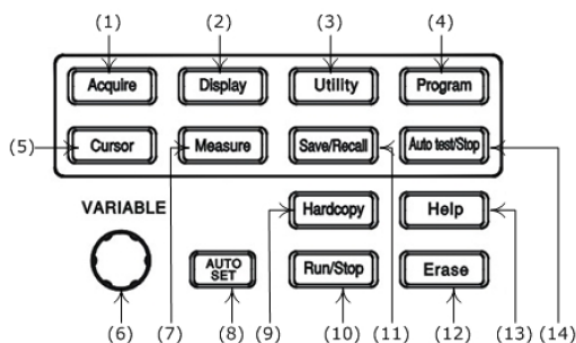 (1) (2) (3) (4)
Acquire Display Utility Program
(5) Cursor Measure Save/Recall Auto test/Stop
VARIABLE Hardcopy Help
AUTO SET Run/Stop Erase
(6) (7) (8) (9) (10) (11) (12) (13) (14)